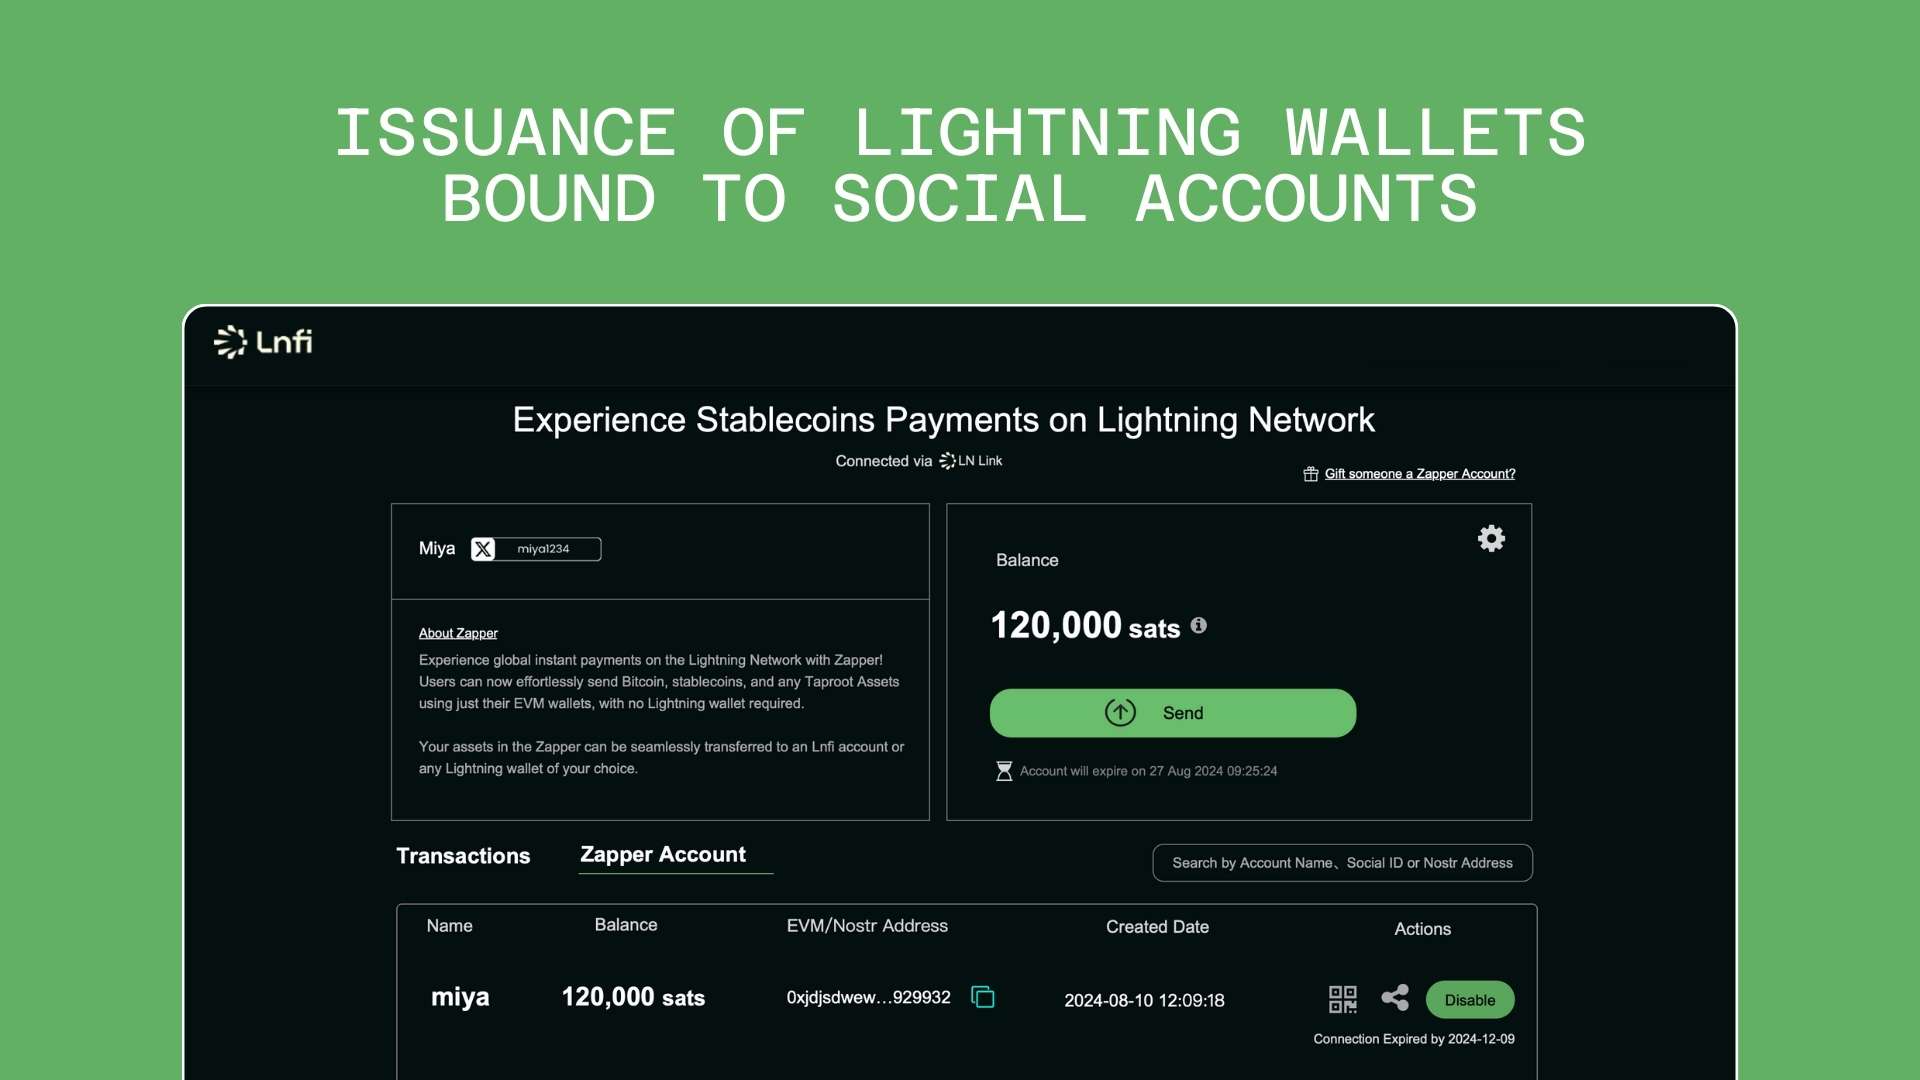 ISSUANCE OF LIGHTNING WALLETS
BOUND TO SOCIAL ACCOUNTS
Lnfi
Experience Stablecoins Payments on Lightning Network
Connected via LN Link
Gift someone a Zapper Account?
Miya X miya1234
About Zapper
Experience global instant payments on the Lightning Network with Zapper!
Users can now effortlessly send Bitcoin, stablecoins, and any Taproot Assets
using just their EVM wallets, with no Lightning wallet required.
Your assets in the Zapper can be seamlessly transferred to an Lnfi account or
any Lightning wallet of your choice.
Balance
120,000 sats
Send
Account will expire on 27 Aug 2024 09:25:24
Transactions
Zapper Account
Search by Account Name、Social ID or Nostr Address
Name Balance EVM/Nostr Address Created Date Actions
miya 120,000 sats 0xjdjsdwew...929932 2024-08-10 12:09:18 Disable
Connection Expired by 2024-12-09